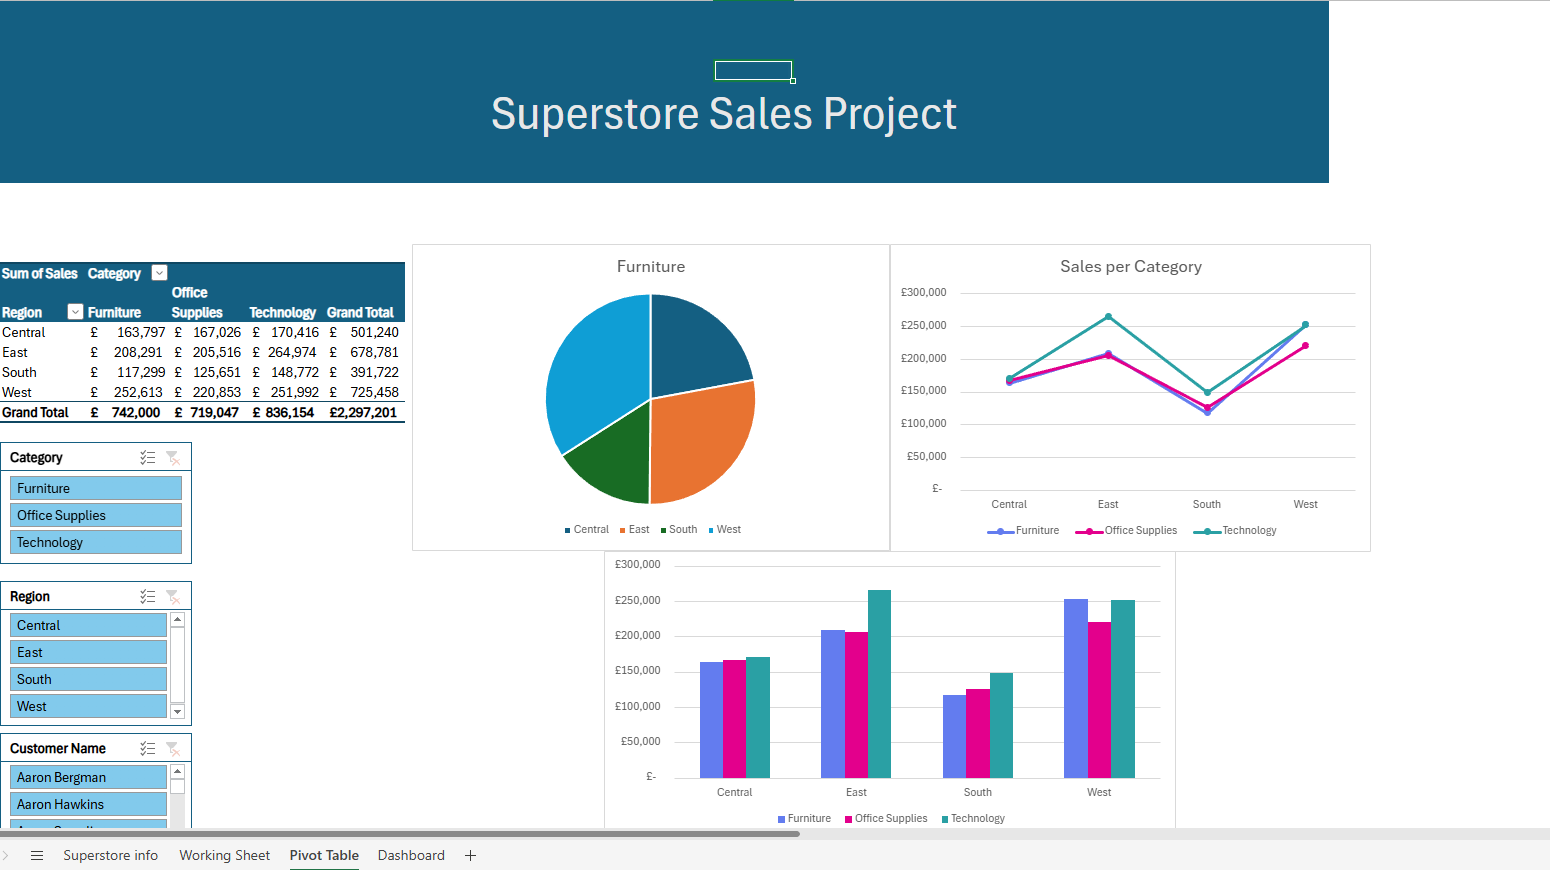 Superstore Sales Project
Sum of Sales Category
Region Furniture Office Supplies Technology Grand Total
Central £ 163,797 £ 167,026 £ 170,416 £ 501,240
East £ 208,291 £ 205,516 £ 264,974 £ 678,781
South £ 117,299 £ 125,651 £ 148,772 £ 391,722
West £ 252,613 £ 220,853 £ 251,992 £ 725,458
Grand Total £ 742,000 £ 719,047 £ 836,154 £2,297,201
Category
Furniture
Office Supplies
Technology
Region
Central
East
South
West
Customer Name
Aaron Bergman
Aaron Hawkins
Furniture
Central East South West
Sales per Category
£300,000
£250,000
£200,000
£150,000
£100,000
£50,000
£-
Central East South West
Furniture Office Supplies Technology
£300,000
£250,000
£200,000
£150,000
£100,000
£50,000
£-
Central East South West
Furniture Office Supplies Technology
Superstore info Working Sheet Pivot Table Dashboard